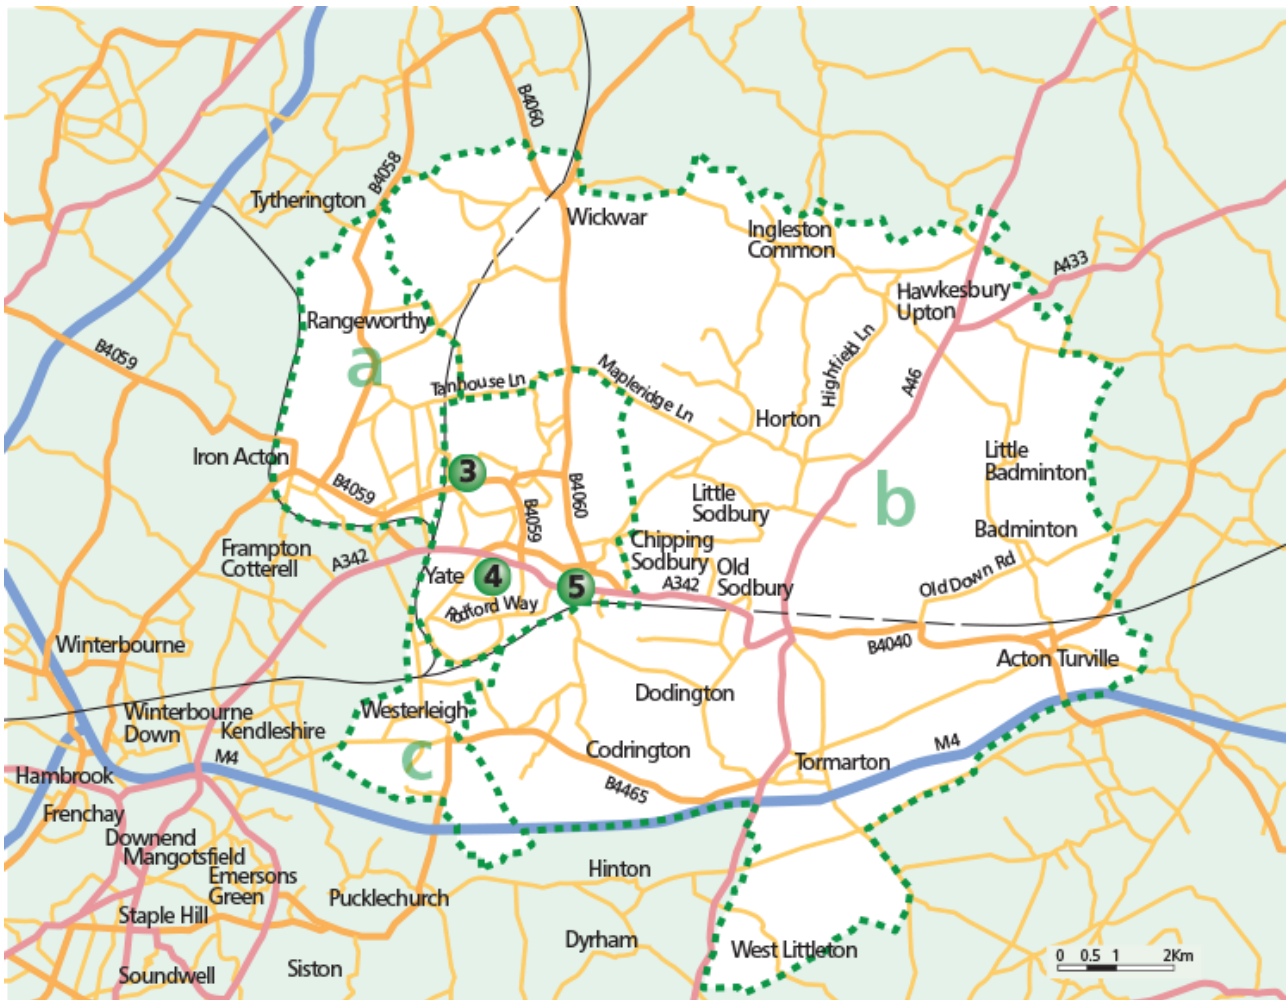 B4060
B4058
Tytherington
Wickwar
Ingleston
Common
A433
Hawkesbury
Upton
Rangeworthy
B4059
a
Highfield Ln
Tanhouse Ln
Mapleridge Ln
A46
Horton
Iron Acton
3
Little
Badminton
B4059
B4060
Little
Sodbury
b
B4059
Badminton
Chipping
Sodbury
Frampton
Cotterell
A342
Yate
4
5
A342
Old
Sodbury
Old Down Rd
Rodford Way
Winterbourne
B4040
Acton Turville
Dodington
Winterbourne
Down
Kendleshire
Westerleigh
M4
c
Codrington
M4
Tormarton
Hambrook
B4465
Frenchay
Downend
Mangotsfield
Emersons
Green
Hinton
Pucklechurch
Staple Hill
Dyrham
West Littleton
0 0.5 1 2Km
Soundwell
Siston